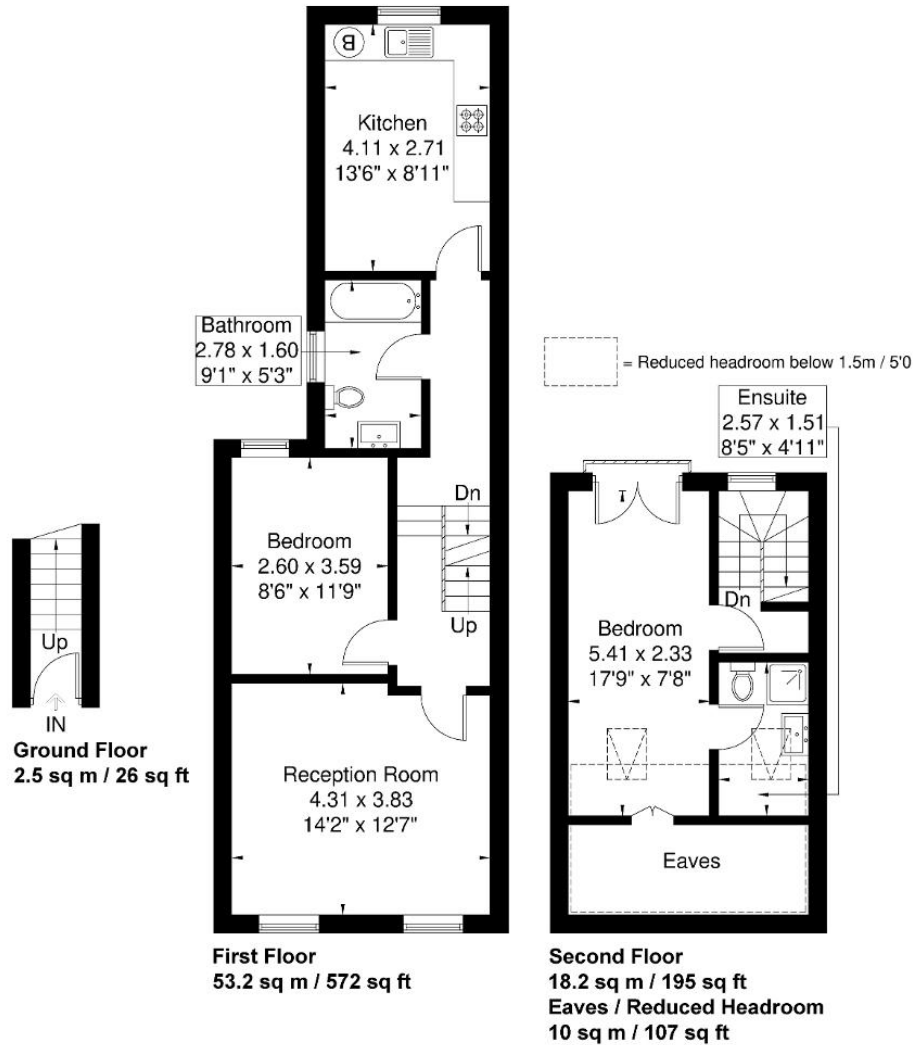 B
Kitchen
4.11 x 2.71
13'6" x 8'11"
Bathroom
2.78 x 1.60
9'1" x 5'3"
Dn
Bedroom
2.60 x 3.59
8'6" x 11'9"
Up
Reception Room
4.31 x 3.83
14'2" x 12'7"
First Floor
53.2 sq m / 572 sq ft
Up
IN
Ground Floor
2.5 sq m / 26 sq ft
= Reduced headroom below 1.5m / 5'0
Ensuite
2.57 x 1.51
8'5" x 4'11"
Dn
Bedroom
5.41 x 2.33
17'9" x 7'8"
T
Eaves
Second Floor
18.2 sq m / 195 sq ft
Eaves / Reduced Headroom
10 sq m / 107 sq ft